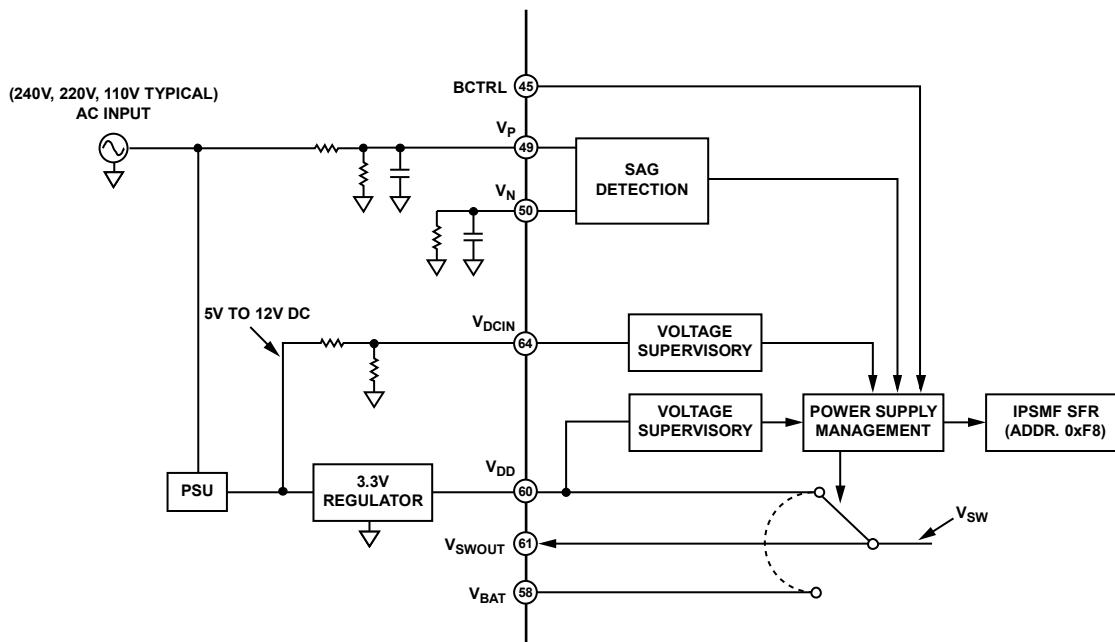 BCTRL
45
(240V, 220V, 110V TYPICAL)
AC INPUT
VP
49
SAG
DETECTION
VN
50
5V TO 12V DC
VDCIN
64
VOLTAGE
SUPERVISORY
VOLTAGE
SUPERVISORY
POWER SUPPLY
MANAGEMENT
IPSMF SFR
(ADDR. 0xF8)
PSU
3.3V
REGULATOR
VDD
60
VSW
VSWOUT
61
VBAT
58